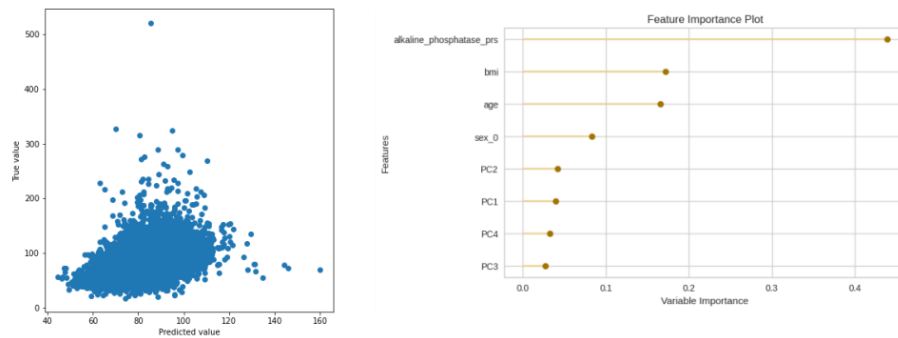 True value
500
400
300
200
100
0
40
60
80
100
120
140
160
Predicted value
Feature Importance Plot
Features
alkaline_phosphatase_prs
bmi
age
sex_0
PC2
PC1
PC4
PC3
0.0
0.1
0.2
0.3
0.4
Variable Importance